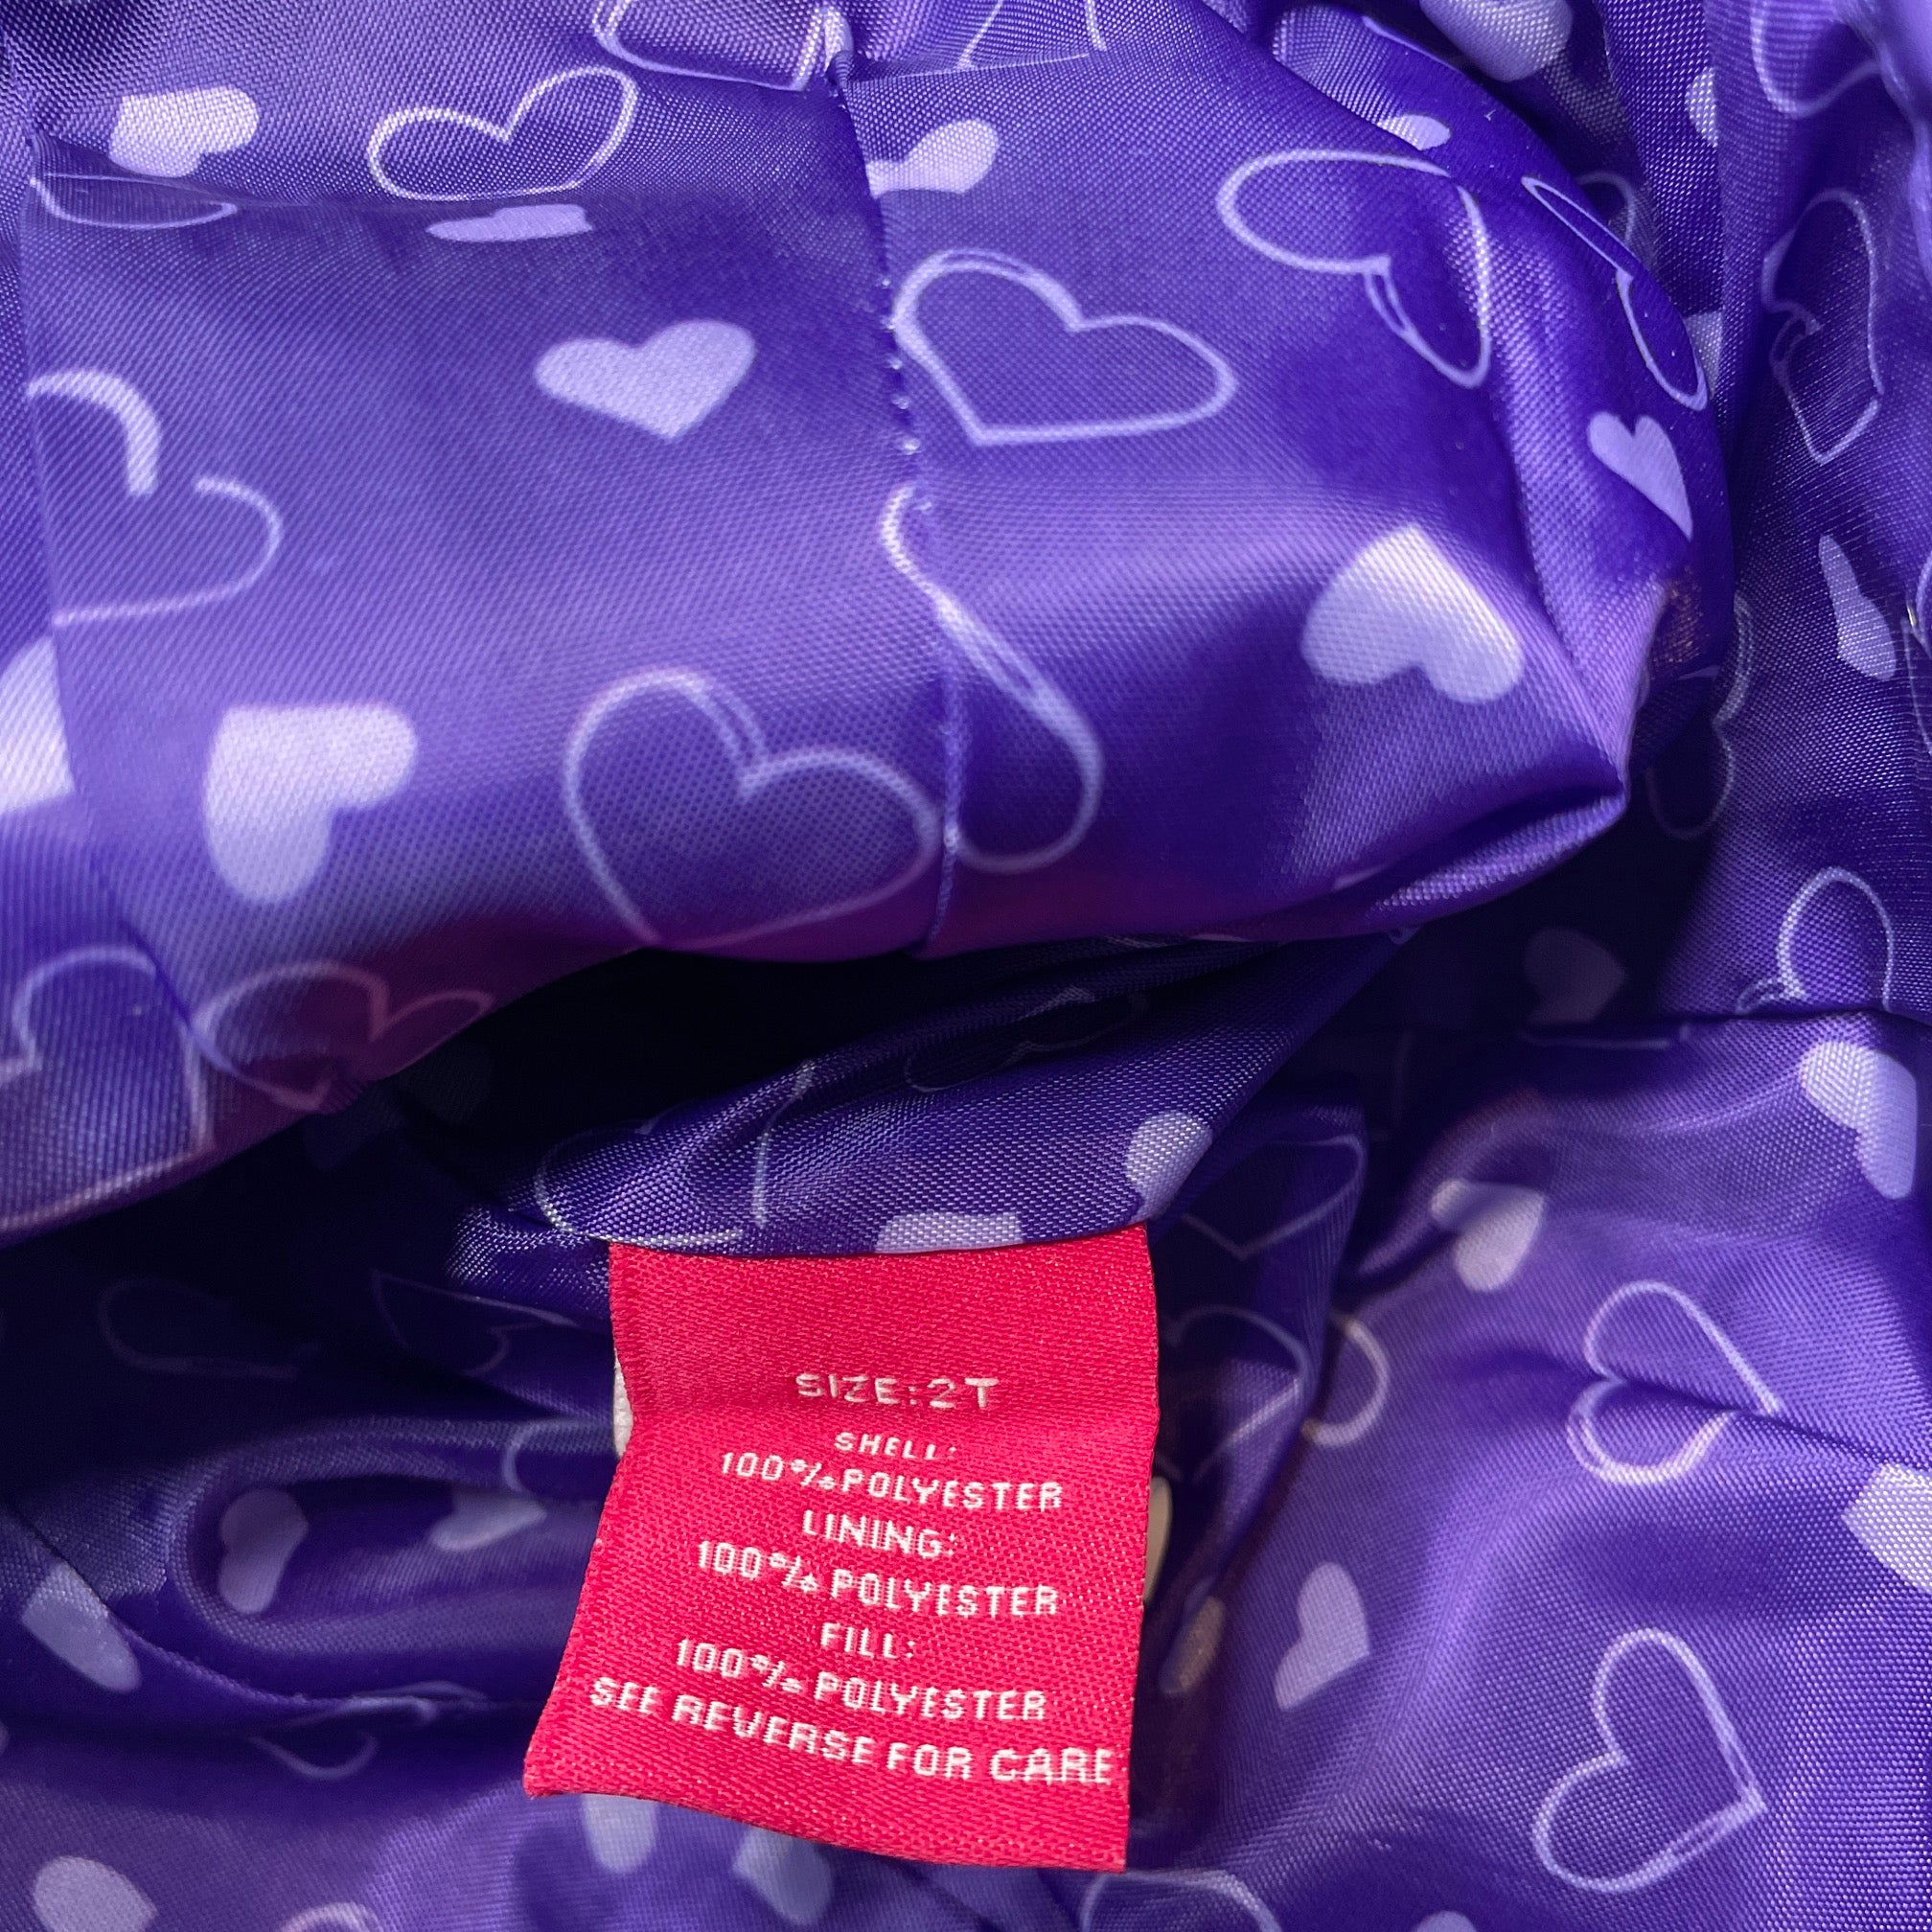 SIZE:2T
SHELL:
100%POLYESTER
LINING:
100% POLYESTER
FILL:
100% POLYESTER
SEE REVERSE FOR CARE